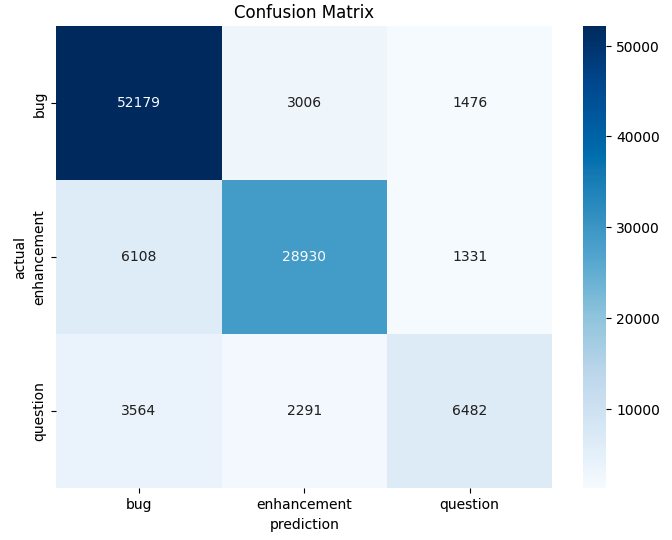 Confusion Matrix
bug
52179 3006 1476
actual
enhancement
6108 28930 1331
question
3564 2291 6482
bug enhancement question
prediction
50000
40000
30000
20000
10000